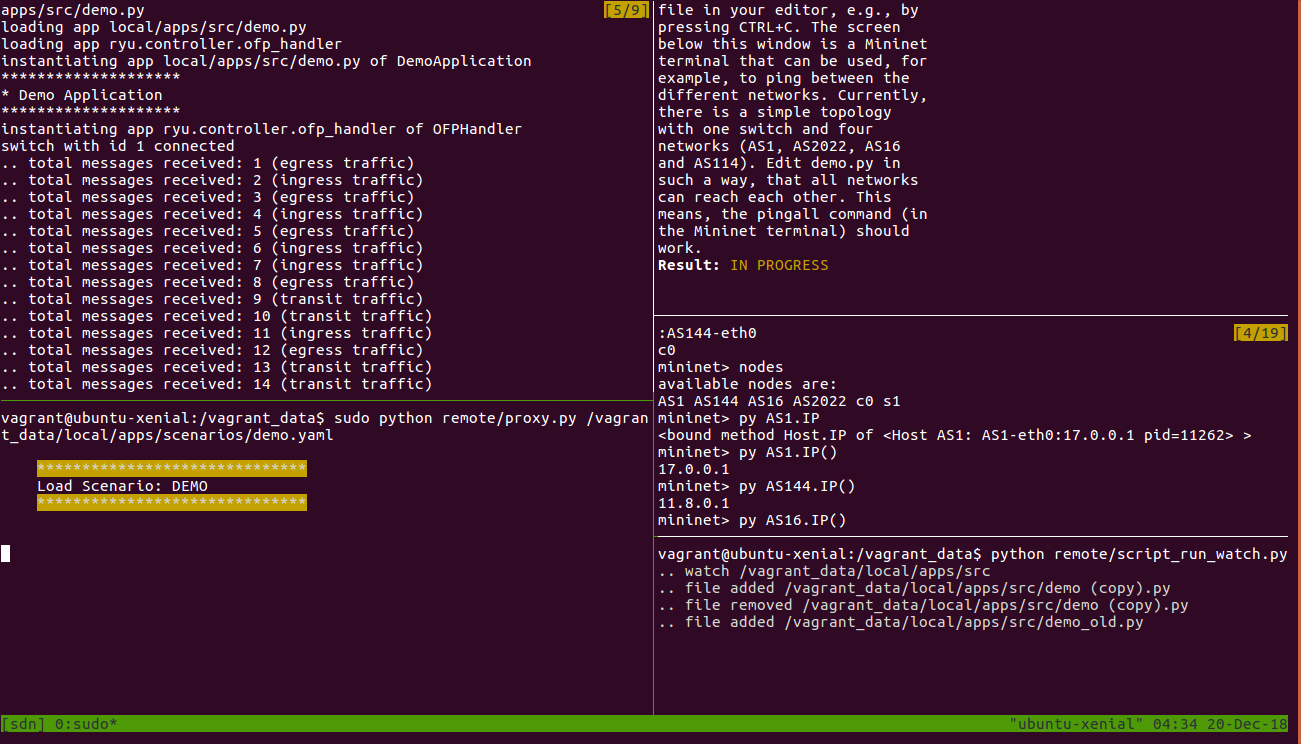 apps/src/demo.py [5/9]
loading app local/apps/src/demo.py
loading app ryu.controller.ofp_handler
instantiating app local/apps/src/demo.py of DemoApplication
********************
* Demo Application
********************
instantiating app ryu.controller.ofp_handler of OFPHandler
switch with id 1 connected
.. total messages received: 1 (egress traffic)
.. total messages received: 2 (ingress traffic)
.. total messages received: 3 (egress traffic)
.. total messages received: 4 (ingress traffic)
.. total messages received: 5 (egress traffic)
.. total messages received: 6 (ingress traffic)
.. total messages received: 7 (ingress traffic)
.. total messages received: 8 (egress traffic)
.. total messages received: 9 (transit traffic)
.. total messages received: 10 (transit traffic)
.. total messages received: 11 (ingress traffic)
.. total messages received: 12 (egress traffic)
.. total messages received: 13 (transit traffic)
.. total messages received: 14 (transit traffic)
vagrant@ubuntu-xenial:/vagrant_data$ sudo python remote/proxy.py /vagran
t_data/local/apps/scenarios/demo.yaml
******************************
Load Scenario: DEMO
******************************
file in your editor, e.g., by
pressing CTRL+C. The screen
below this window is a Mininet
terminal that can be used, for
example, to ping between the
different networks. Currently,
there is a simple topology
with one switch and four
networks (AS1, AS2022, AS16
and AS114). Edit demo.py in
such a way, that all networks
can reach each other. This
means, the pingall command (in
the Mininet terminal) should
work.
Result: IN PROGRESS
:AS144-eth0 [4/19]
c0
mininet> nodes
available nodes are:
AS1 AS144 AS16 AS2022 c0 s1
mininet> py AS1.IP
<bound method Host.IP of <Host AS1: AS1-eth0:17.0.0.1 pid=11262> >
mininet> py AS1.IP()
17.0.0.1
mininet> py AS144.IP()
11.8.0.1
mininet> py AS16.IP()
vagrant@ubuntu-xenial:/vagrant_data$ python remote/script_run_watch.py
.. watch /vagrant_data/local/apps/src
.. file added /vagrant_data/local/apps/src/demo (copy).py
.. file removed /vagrant_data/local/apps/src/demo (copy).py
.. file added /vagrant_data/local/apps/src/demo_old.py
[sdn] 0:sudo* "ubuntu-xenial" 04:34 20-Dec-18